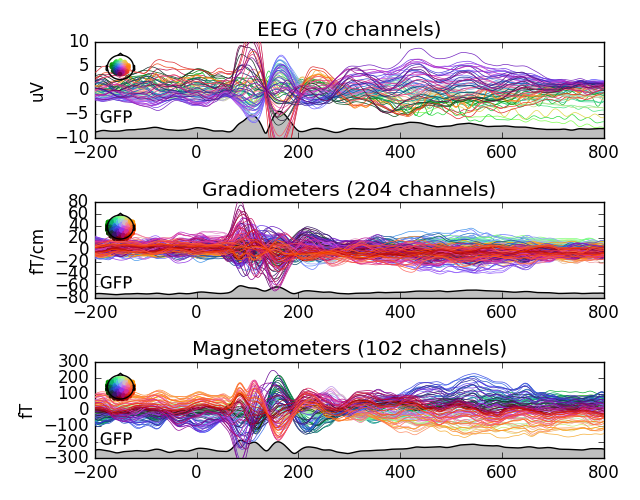 EEG (70 channels)
10
5
0
−5
−10
uV
GFP
−200 0 200 400 600 800
Gradiometers (204 channels)
80
60
40
20
0
−20
−40
−60
−80
fT/cm
GFP
−200 0 200 400 600 800
Magnetometers (102 channels)
300
200
100
0
−100
−200
−300
fT
GFP
−200 0 200 400 600 800